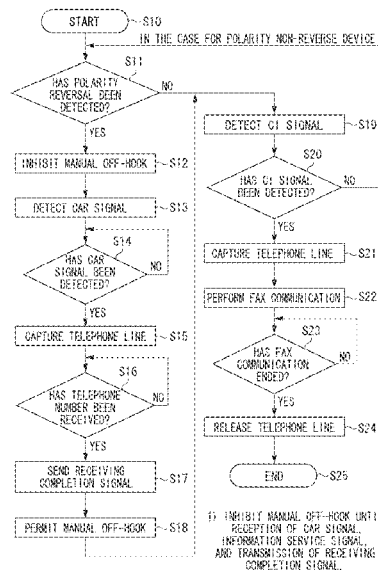 START
S10
IN THE CASE FOR POLARITY NON-REVERSE DEVICE
S11
HAS POLARITY
REVERSAL BEEN
DETECTED?
NO
YES
INHIBIT MANUAL OFF-HOOK
S12
DETECT CAR SIGNAL
S13
S14
HAS CAR
SIGNAL BEEN
DETECTED?
NO
YES
CAPTURE TELEPHONE LINE
S15
S16
HAS TELEPHONE
NUMBER BEEN
RECEIVED?
NO
YES
SEND RECEIVING
COMPLETION SIGNAL
S17
PERMIT MANUAL OFF-HOOK
S18
DETECT CI SIGNAL
S19
S20
HAS CI SIGNAL
BEEN DETECTED?
NO
YES
CAPTURE TELEPHONE LINE
S21
PERFORM FAX COMMUNICATION
S22
S23
HAS FAX
COMMUNICATION
ENDED?
NO
YES
RELEASE TELEPHONE LINE
S24
END
S25
1) INHIBIT MANUAL OFF-HOOK UNTIL
RECEPTION OF CAR SIGNAL,
INFORMATION SERVICE SIGNAL,
AND TRANSMISSION OF RECEIVING
COMPLETION SIGNAL.